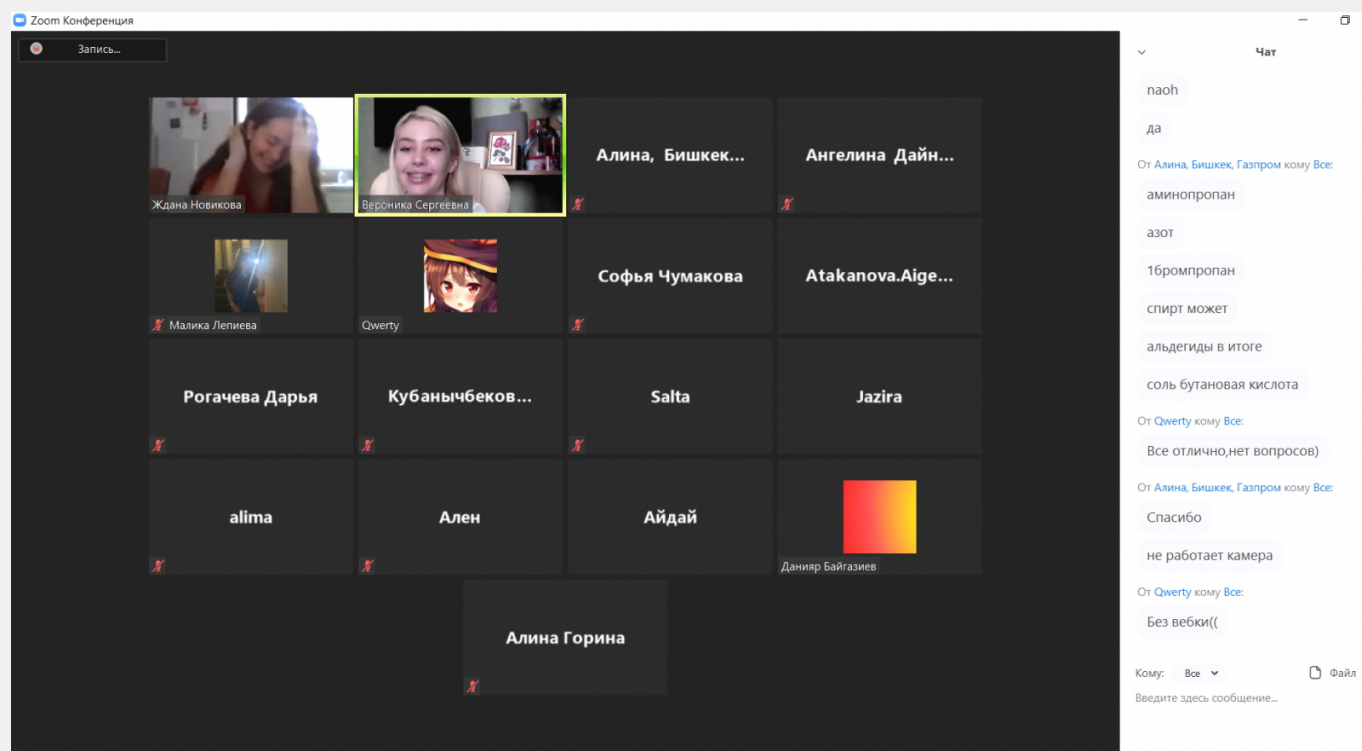 Zoom Конференция
Запись...
Ждана Новикова
Вероника Сергеевна
Алина, Бишкек...
Ангелина Дайн...
Малика Лепиева
Qwerty
Софья Чумакова
Atakanova.Aige...
Рогачева Дарья
Кубанычбеков...
Salta
Jazira
alima
Ален
Айдай
Данияр Байгазиев
Алина Горина
Чат
naoh
да
От Алина, Бишкек, Газпром кому Все:
аминопропан
азот
1бромпропан
спирт может
альдегиды в итоге
соль бутановая кислота
От Qwerty кому Все:
Все отлично,нет вопросов)
От Алина, Бишкек, Газпром кому Все:
Спасибо
не работает камера
От Qwerty кому Все:
Без вебки((
Кому: Все
Файл
Введите здесь сообщение...